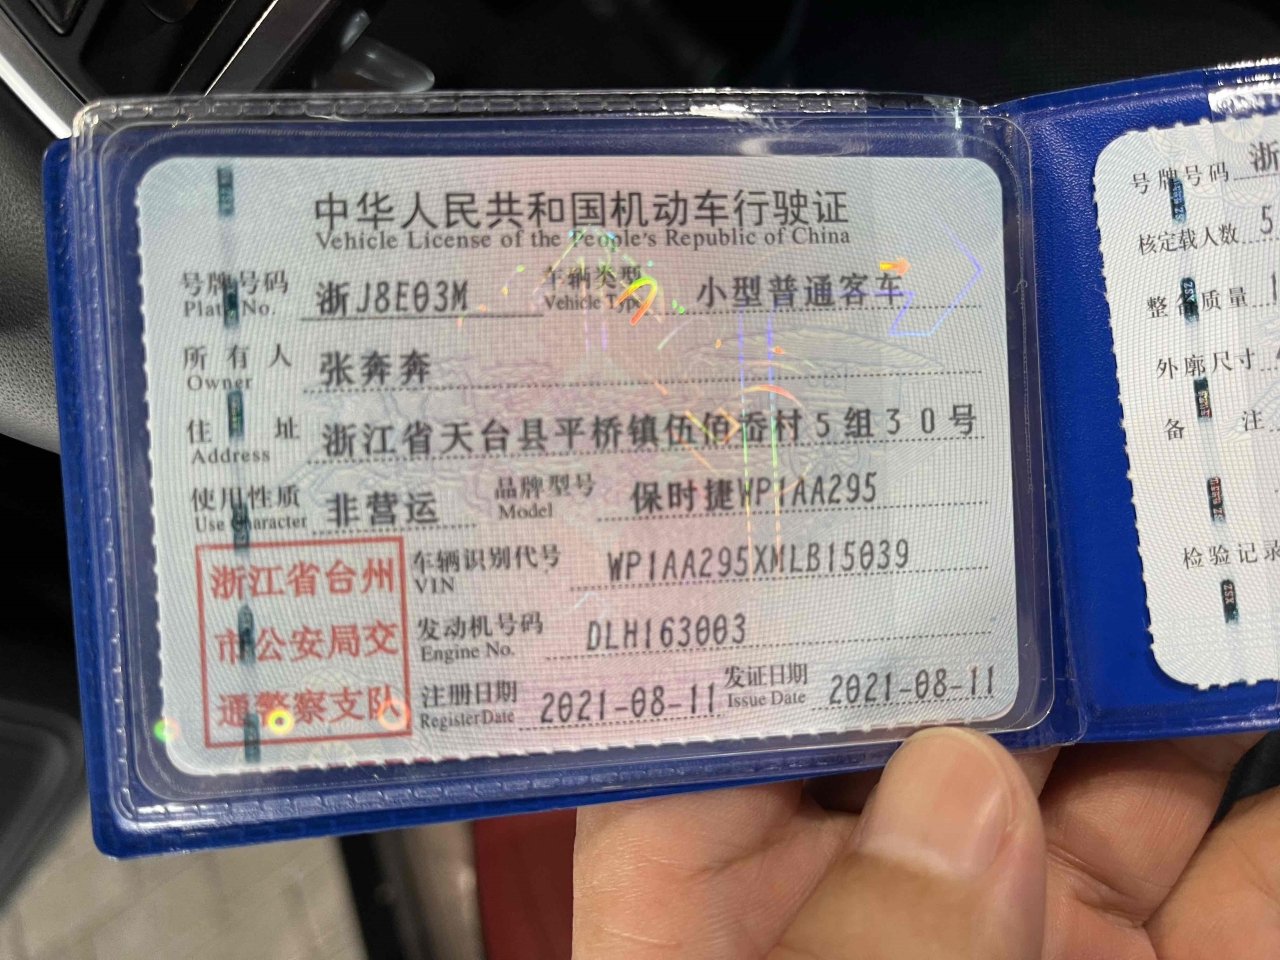 中华人民共和国机动车行驶证
Vehicle License of the People's Republic of China
号牌号码 浙J8E03M 车辆类型 小型普通客车
Plate No. Vehicle Type
所有人 张奔奔
Owner
住址 浙江省天台县平桥镇伍佰岙村5组30号
Address
使用性质 非营运 品牌型号 保时捷WP1AA295
Use Character Model
车辆识别代号 WP1AA295XMLB15039
VIN
发动机号码 DLH163003
Engine No.
注册日期 2021-08-11 发证日期 2021-08-11
Register Date Issue Date
浙江省台州
市公安局交
通警察支队
号牌号码 浙
核定载人数 5
整备质量
外廓尺寸
备注
检验记录